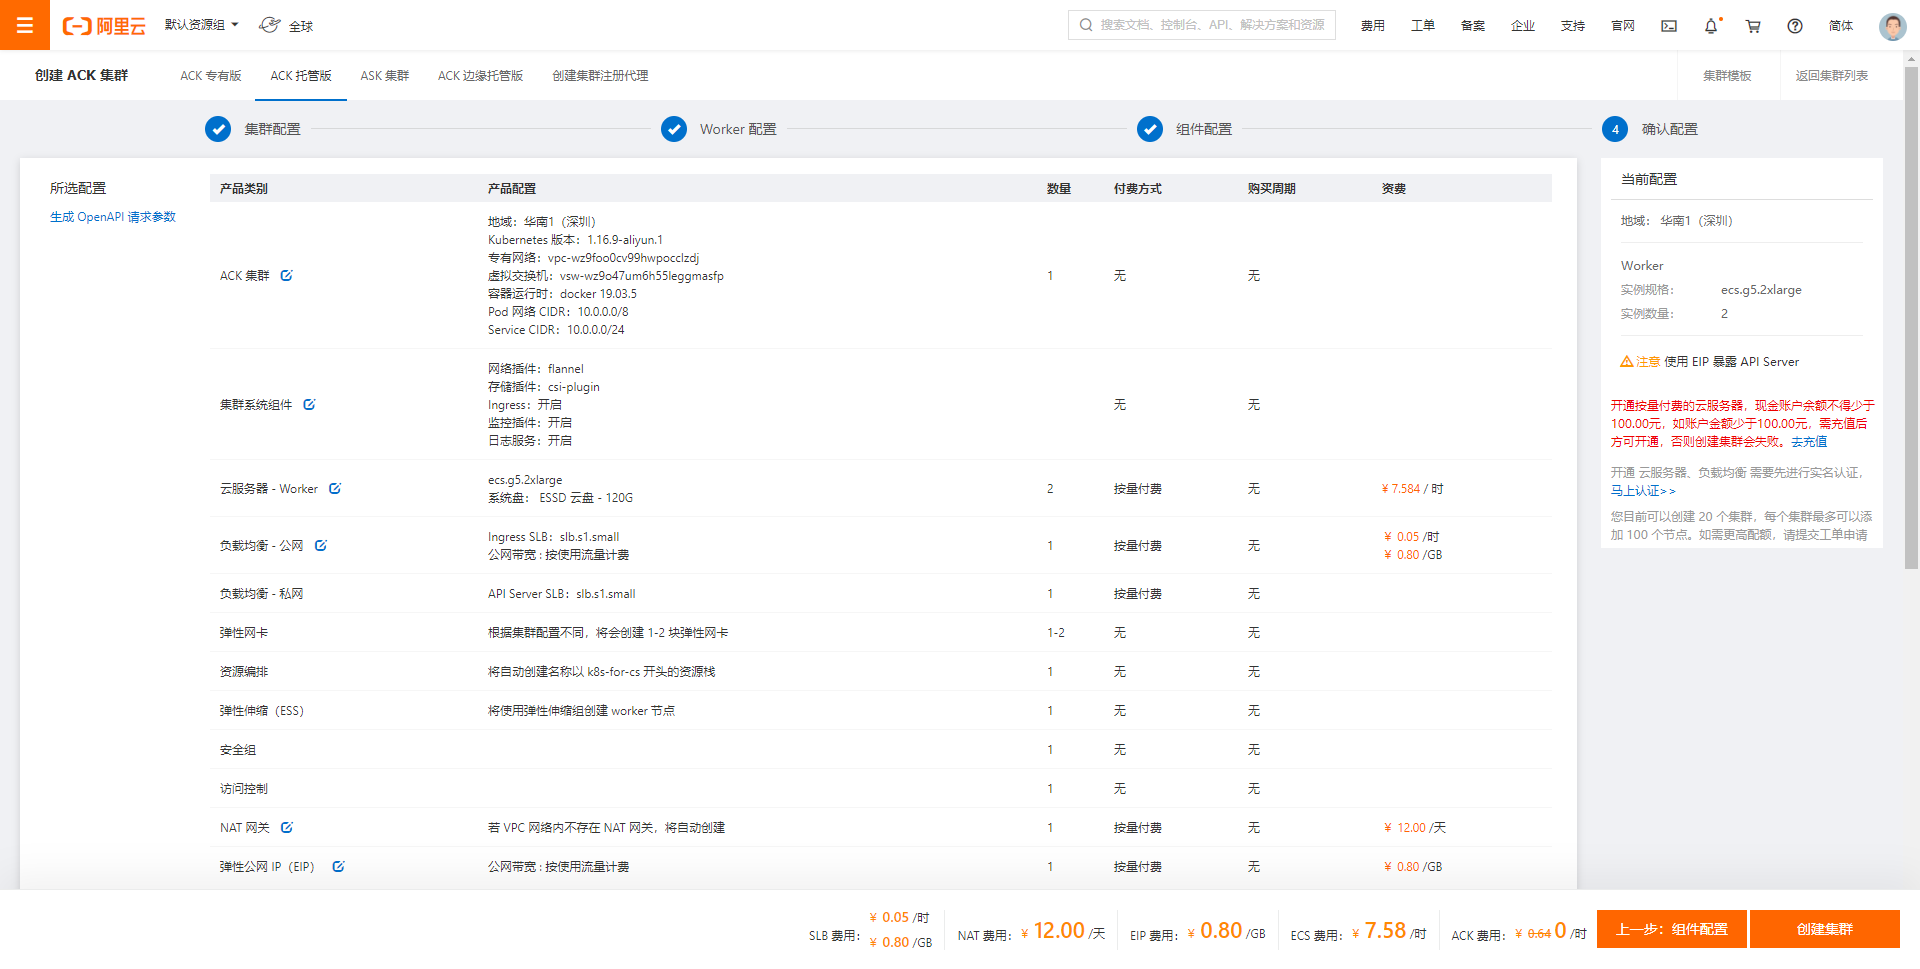 阿里云
默认资源组
全球
搜索文档、控制台、API、解决方案和资源
费用
工单
备案
企业
支持
官网
简体
创建 ACK 集群
ACK 专有版
ACK 托管版
ASK 集群
ACK 边缘托管版
创建集群注册代理
集群模板
返回集群列表
集群配置
Worker 配置
组件配置
4
确认配置
所选配置
生成 OpenAPI 请求参数
产品类别 产品配置 数量 付费方式 购买周期 资费
地域：华南1（深圳）
Kubernetes 版本：1.16.9-aliyun.1
专有网络：vpc-wz9foo0cv99hwpocclzdj
虚拟交换机：vsw-wz9o47um6h55leggmasfp
ACK 集群 1 无 无
容器运行时：docker 19.03.5
Pod 网络 CIDR：10.0.0.0/8
Service CIDR：10.0.0.0/24
网络插件：flannel
存储插件：csi-plugin
集群系统组件 Ingress：开启 无 无
监控插件：开启
日志服务：开启
云服务器 - Worker
ecs.g5.2xlarge
系统盘： ESSD 云盘 - 120G
2 按量付费 无 ¥ 7.584 / 时
负载均衡 - 公网
Ingress SLB：slb.s1.small
公网带宽 : 按使用流量计费
1 按量付费 无
¥ 0.05 /时
¥ 0.80 /GB
负载均衡 - 私网 API Server SLB：slb.s1.small 1 按量付费 无
弹性网卡 根据集群配置不同，将会创建 1-2 块弹性网卡 1-2 无 无
资源编排 将自动创建名称以 k8s-for-cs 开头的资源栈 1 无 无
弹性伸缩（ESS） 将使用弹性伸缩组创建 worker 节点 1 无 无
安全组 1 无 无
访问控制 1 无 无
NAT 网关 若 VPC 网络内不存在 NAT 网关，将自动创建 1 按量付费 无 ¥ 12.00 /天
弹性公网 IP（EIP） 公网带宽 : 按使用流量计费 1 按量付费 无 ¥ 0.80 /GB
当前配置
地域： 华南1（深圳）
Worker
实例规格： ecs.g5.2xlarge
实例数量： 2
注意 使用 EIP 暴露 API Server
开通按量付费的云服务器，现金账户余额不得少于
100.00元，如账户金额少于100.00元，需充值后
方可开通，否则创建集群会失败。去充值
开通 云服务器、负载均衡 需要先进行实名认证，
马上认证>>
您目前可以创建 20 个集群，每个集群最多可以添
加 100 个节点。如需更高配额，请提交工单申请
SLB 费用：
¥ 0.05 /时
¥ 0.80 /GB
NAT 费用： ¥ 12.00 /天
EIP 费用： ¥ 0.80 /GB
ECS 费用： ¥ 7.58 /时
ACK 费用： ¥ 0.64 0 /时
上一步：组件配置
创建集群